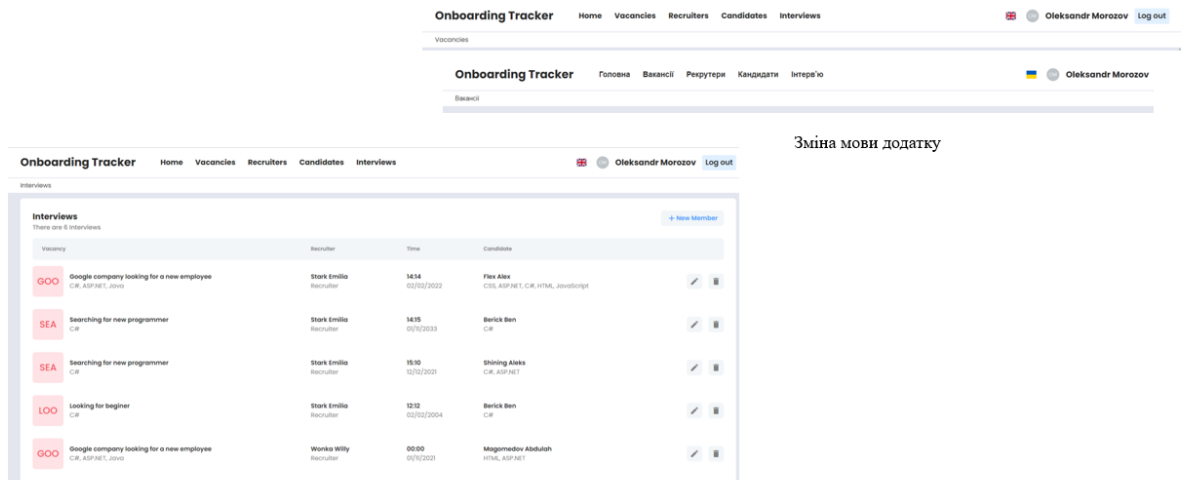 Onboarding Tracker Home Vacancies Recruiters Candidates Interviews Oleksandr Morozov Log out
Vacancies
Onboarding Tracker Головна Вакансії Рекрутери Кандидати Інтерв'ю Oleksandr Morozov
Вакансії
Зміна мови додатку
Onboarding Tracker Home Vacancies Recruiters Candidates Interviews Oleksandr Morozov Log out
Interviews
Interviews
There are 6 interviews
+ New Member
Vacancy Recruiter Time Candidate
GOO Google company looking for a new employee Stark Emilia 14:14 Flex Alex
C#, ASP.NET, Java Recruiter 02/02/2022 CSS, ASP.NET, C#, HTML, JavaScript
SEA Searching for new programmer Stark Emilia 14:15 Berick Ben
C# Recruiter 01/11/2033 C#
SEA Searching for new programmer Stark Emilia 15:10 Shining Aleks
C# Recruiter 12/12/2021 C#, ASP.NET
LOO Looking for beginer Stark Emilia 12:12 Berick Ben
C# Recruiter 02/02/2004 C#
GOO Google company looking for a new employee Wonka Willy 00:00 Magomedov Abdulah
C#, ASP.NET, Java Recruiter 01/11/2021 HTML, ASP.NET